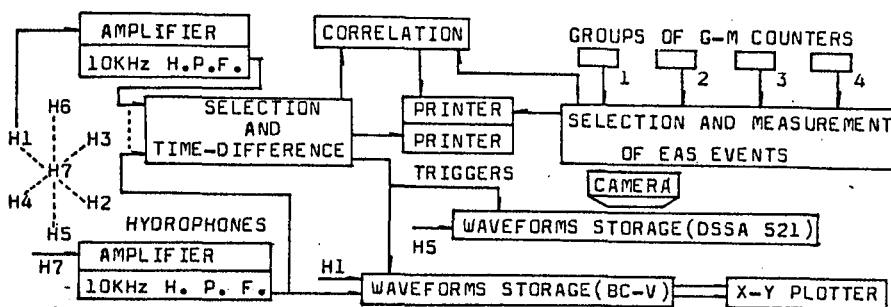 AMPLIFIER
10KHz H.P.F.
CORRELATION
GROUPS OF G-M COUNTERS
1
2
3
4
H6
H1
H3
H7
H4
H2
H5
SELECTION
AND
TIME-DIFFERENCE
PRINTER
PRINTER
SELECTION AND MEASUREMENT
OF EAS EVENTS
TRIGGERS
CAMERA
HYDROPHONES
H5
WAVEFORMS STORAGE(DSSA 521)
H7
AMPLIFIER
10KHz H. P. F.
H1
WAVEFORMS STORAGE(BC-V)
X-Y PLOTTER